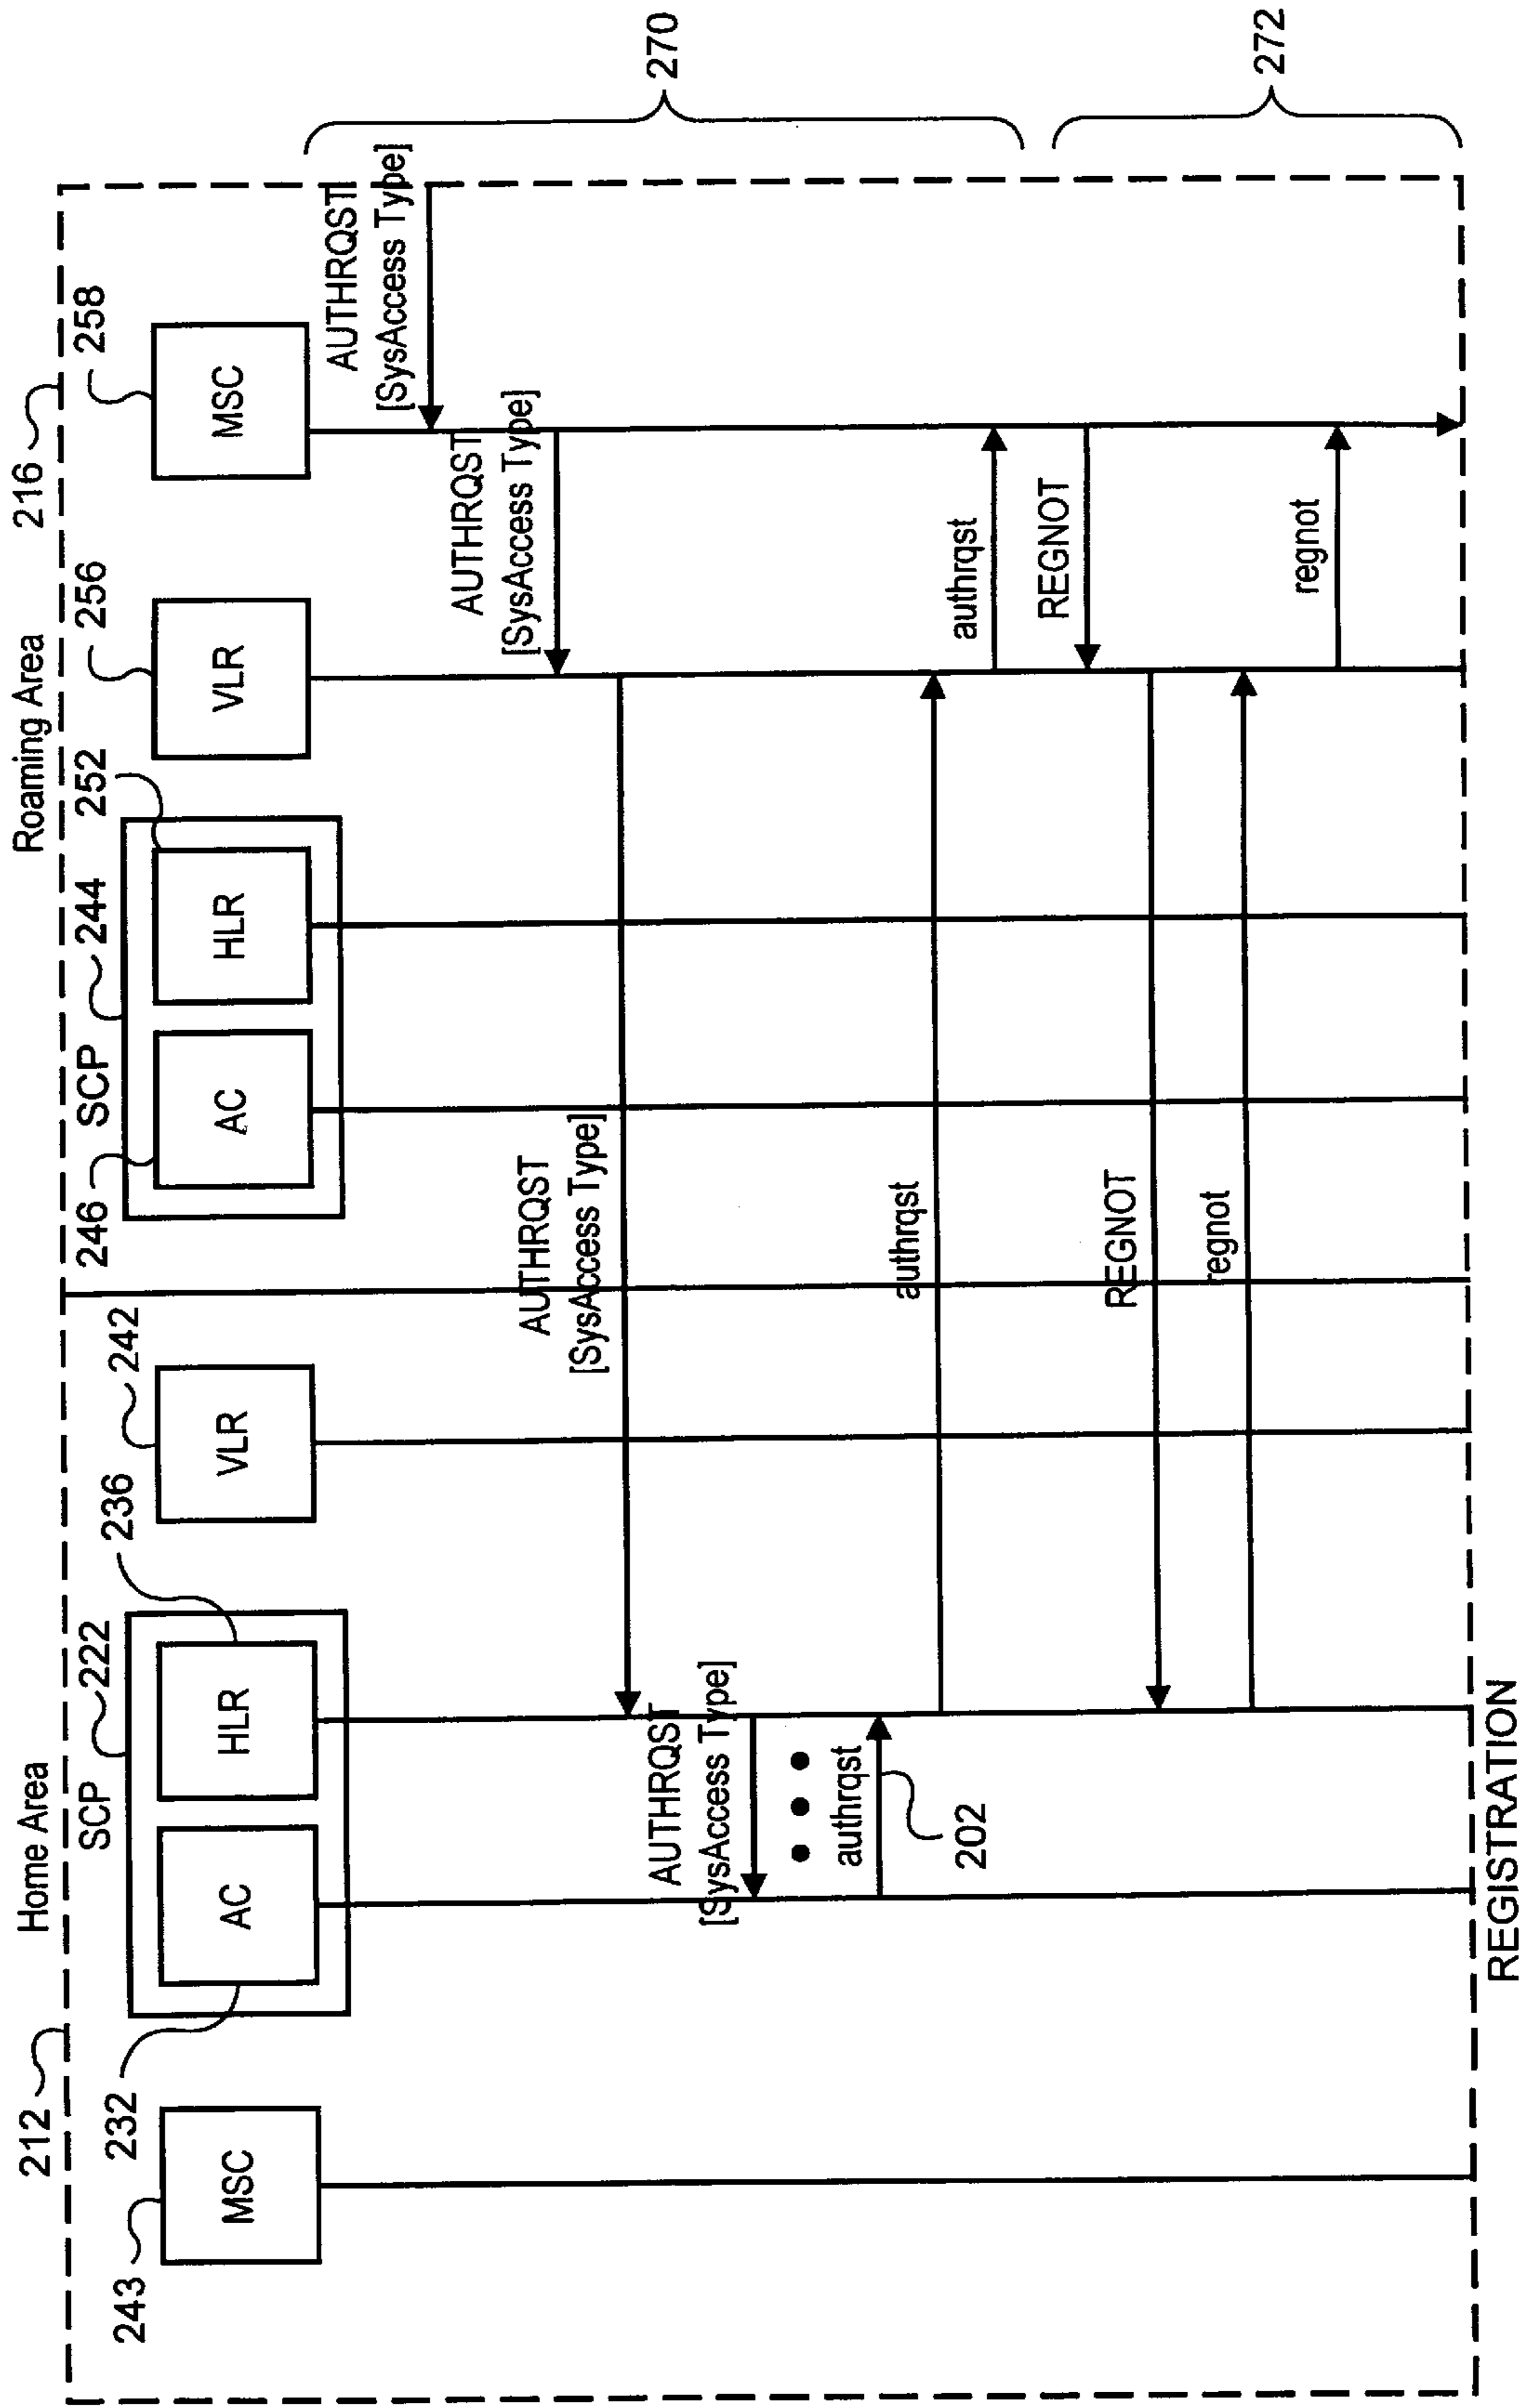 Home Area
Roaming Area
212
216
SCP
222
236
242
246
SCP
244
252
256
258
243
232
MSC
AC
HLR
VLR
AC
HLR
VLR
MSC
AUTHRQST
[SysAccess Type]
AUTHRQST
[SysAccess Type]
AUTHRQST
[SysAccess Type]
AUTHRQST
[SysAccess Type]
authrqst
202
authrqst
authrqst
270
REGNOT
REGNOT
regnot
regnot
272
REGISTRATION